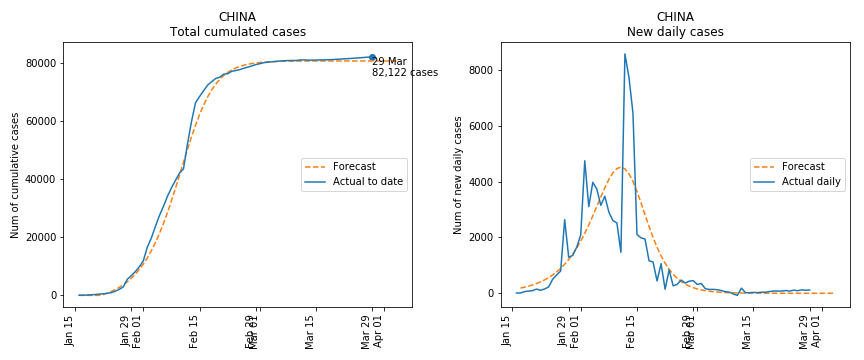 CHINA
Total cumulated cases
Num of cumulative cases
80000
60000
40000
20000
0
29 Mar
82,122 cases
Forecast
Actual to date
Jan 15
Jan 29
Feb 01
Feb 15
Feb 29
Mar 01
Mar 15
Mar 29
Apr 01
CHINA
New daily cases
Num of new daily cases
8000
6000
4000
2000
0
Forecast
Actual daily
Jan 15
Jan 29
Feb 01
Feb 15
Feb 29
Mar 01
Mar 15
Mar 29
Apr 01